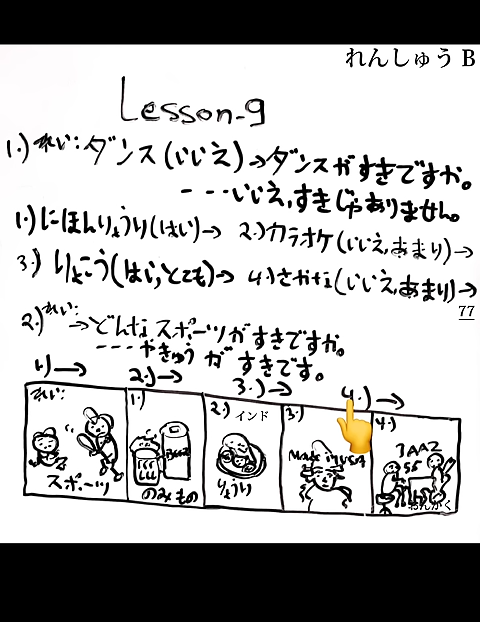 れんしゅう B
Lesson-9
1.) れい: ダンス (いいえ) →ダンスがすきですか。
---いいえ,すきじゃありません。
1.) にほんりょうり(はい)→ 2.)カラオケ(いいえ,あまり)→
3.) りょこう(はい,とても)→ 4.)さかな(いいえ,あまり)→
77
2.) れい: →どんなスポーツがすきですか。
---やきゅう が すきです。
1)→ 2.)→ 3.)→ 4.)→
れい: 1.) 2.) インド 3.) 4.)
JAZZ
スポーツ のみもの りょうり おんがく